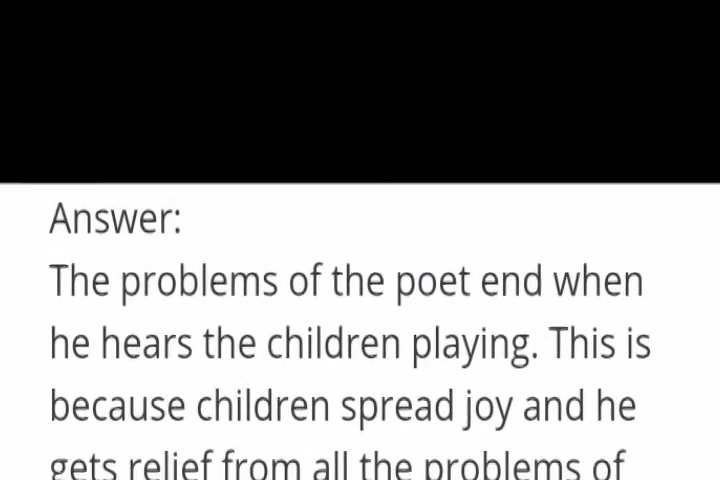 Answer:
The problems of the poet end when
he hears the children playing. This is
because children spread joy and he
gets relief from all the problems of